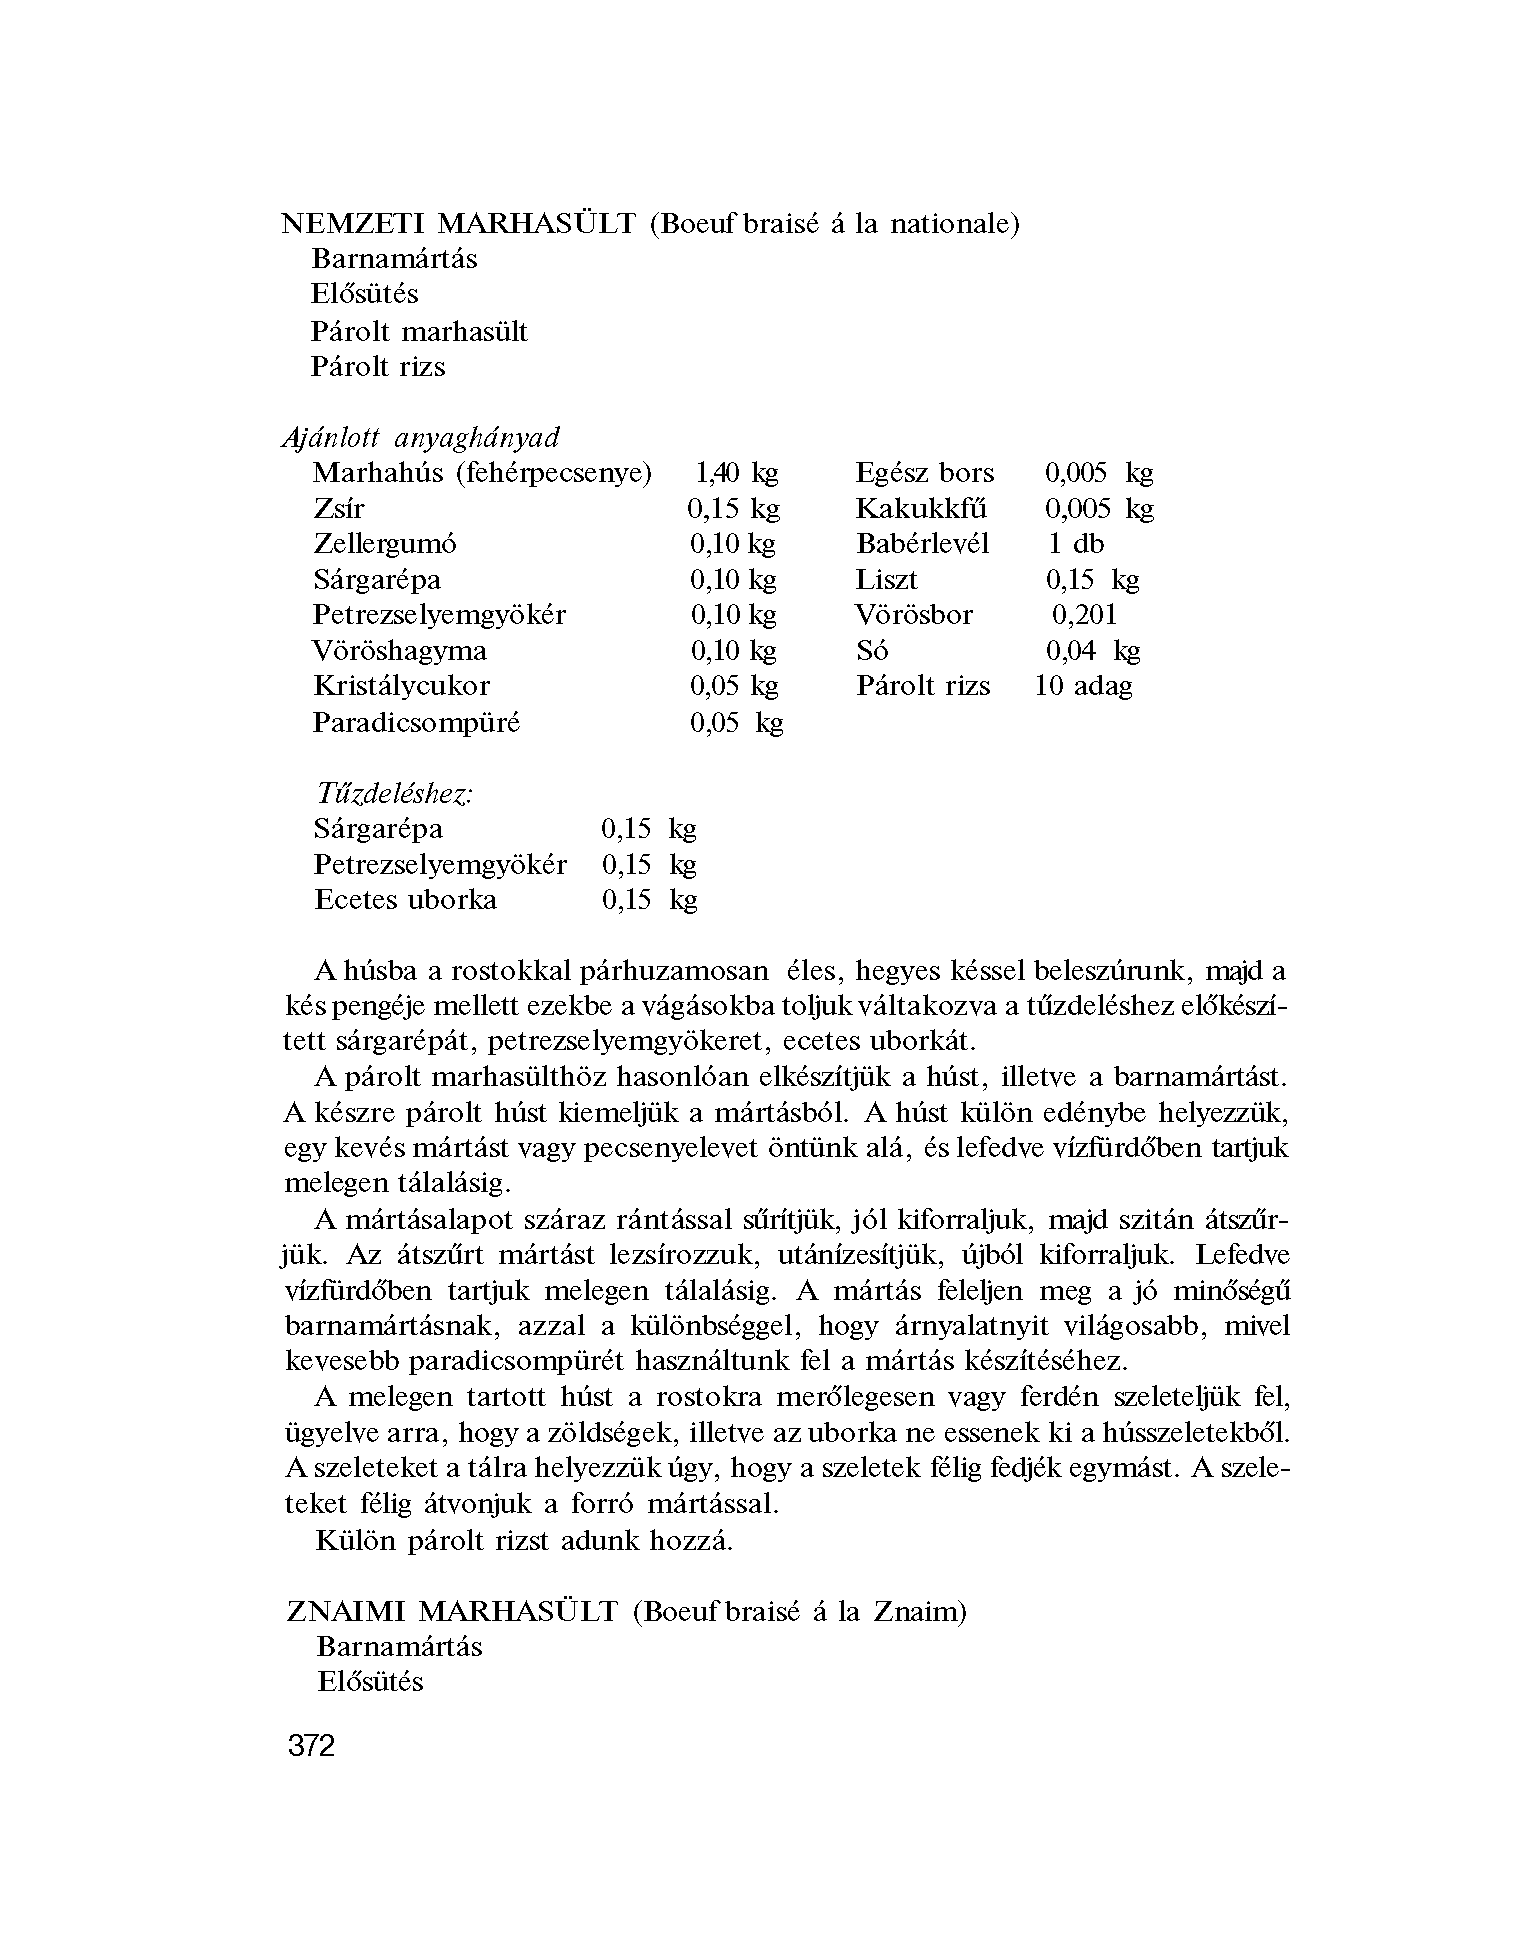 NEMZETI MARHASÜLT (Boeuf braisé á la nationale)
Barnamártás
Elősütés
Párolt marhasült
Párolt rizs
Ajánlott anyaghányad
Marhahús (fehérpecsenye) 1,40 kg Egész bors 0,005 kg
Zsír 0,15 kg Kakukkfű 0,005 kg
Zellergumó 0,10 kg Babérlevél 1 db
Sárgarépa 0,10 kg Liszt 0,15 kg
Petrezselyemgyökér 0,10 kg Vörösbor 0,201
Vöröshagyma 0,10 kg Só 0,04 kg
Kristálycukor 0,05 kg Párolt rizs 10 adag
Paradicsompüré 0,05 kg
Tűzdeléshez:
Sárgarépa 0,15 kg
Petrezselyemgyökér 0,15 kg
Ecetes uborka 0,15 kg
A húsba a rostokkal párhuzamosan éles, hegyes késsel beleszúrunk, majd a
kés pengéje mellett ezekbe a vágásokba toljuk váltakozva a tűzdeléshez előkészí-
tett sárgarépát, petrezselyemgyökeret, ecetes uborkát.
A párolt marhasülthöz hasonlóan elkészítjük a húst, illetve a barnamártást.
A készre párolt húst kiemeljük a mártásból. A húst külön edénybe helyezzük,
egy kevés mártást vagy pecsenyelevet öntünk alá, és lefedve vízfürdőben tartjuk
melegen tálalásig.
A mártásalapot száraz rántással sűrítjük, jól kiforraljuk, majd szitán átszűr-
jük. Az átszűrt mártást lezsírozzuk, utánízesítjük, újból kiforraljuk. Lefedve
vízfürdőben tartjuk melegen tálalásig. A mártás feleljen meg a jó minőségű
barnamártásnak, azzal a különbséggel, hogy árnyalatnyit világosabb, mivel
kevesebb paradicsompürét használtunk fel a mártás készítéséhez.
A melegen tartott húst a rostokra merőlegesen vagy ferdén szeleteljük fel,
ügyelve arra, hogy a zöldségek, illetve az uborka ne essenek ki a hússzeletekből.
A szeleteket a tálra helyezzük úgy, hogy a szeletek félig fedjék egymást. A szele-
teket félig átvonjuk a forró mártással.
Külön párolt rizst adunk hozzá.
ZNAIMI MARHASÜLT (Boeuf braisé á la Znaim)
Barnamártás
Elősütés
372